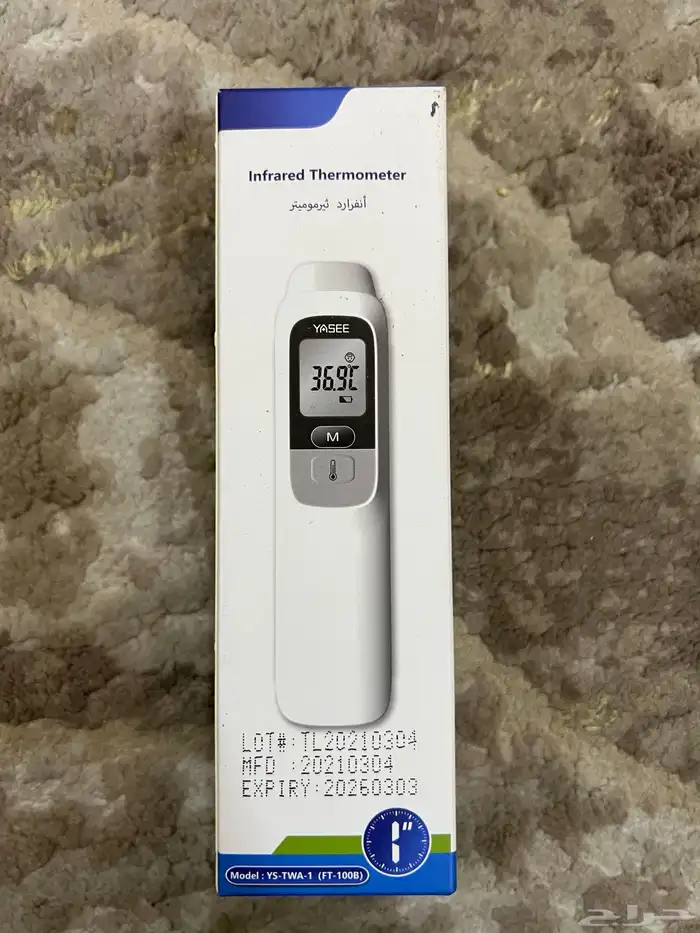 Infrared Thermometer
أنفرارد ثيرموميتر
YASEE
36.9℃
M
LOT#:TL20210304
MFD :20210304
EXPIRY:20260303
1"
Model : YS-TWA-1 (FT-100B)
حراج